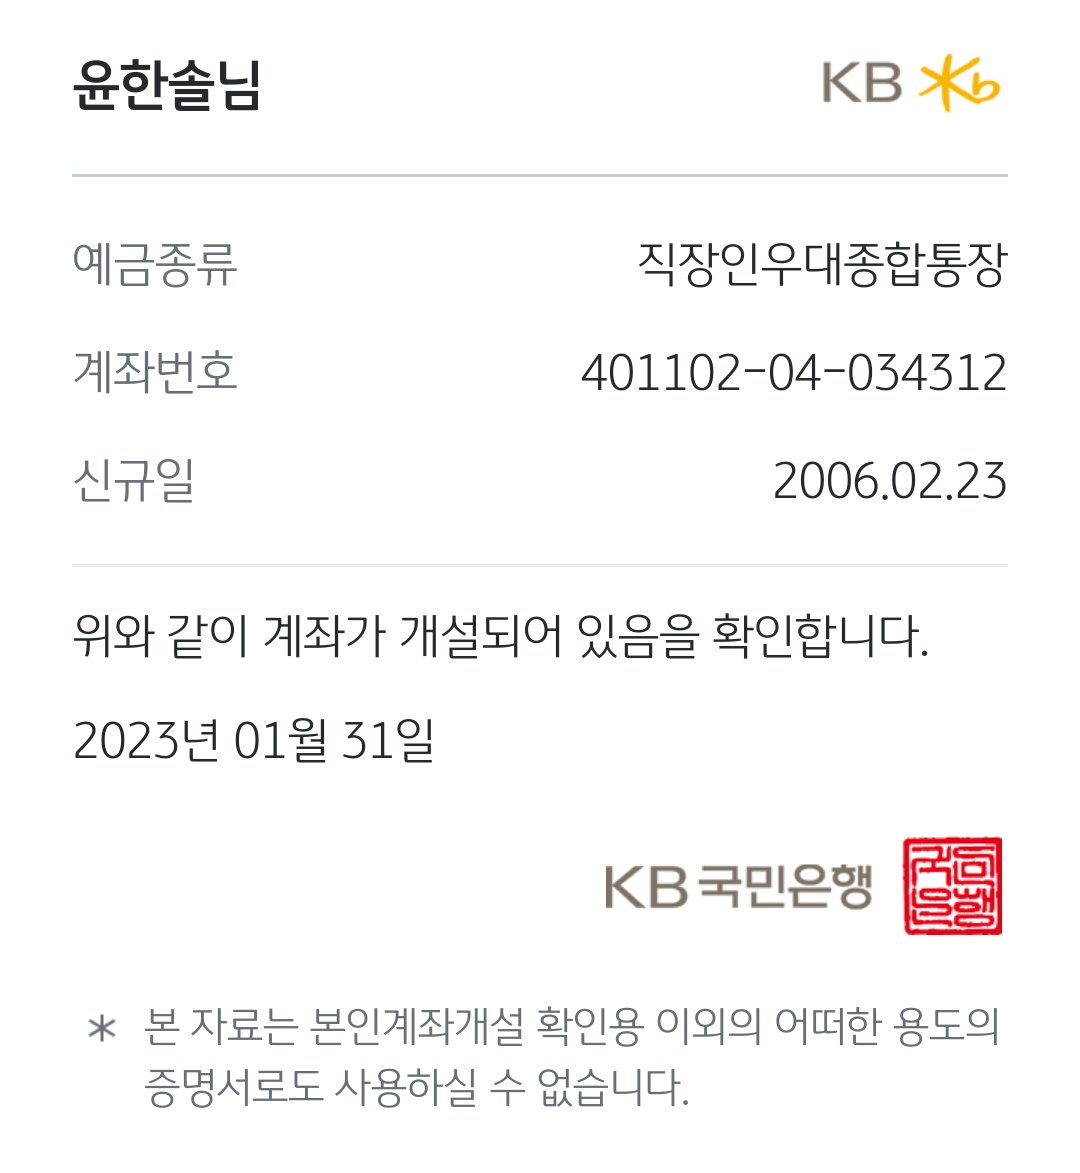 윤한솔님
KB
예금종류 직장인우대종합통장
계좌번호 401102-04-034312
신규일 2006.02.23
위와 같이 계좌가 개설되어 있음을 확인합니다.
2023년 01월 31일
KB 국민은행
국민은행
* 본 자료는 본인계좌개설 확인용 이외의 어떠한 용도의
증명서로도 사용하실 수 없습니다.